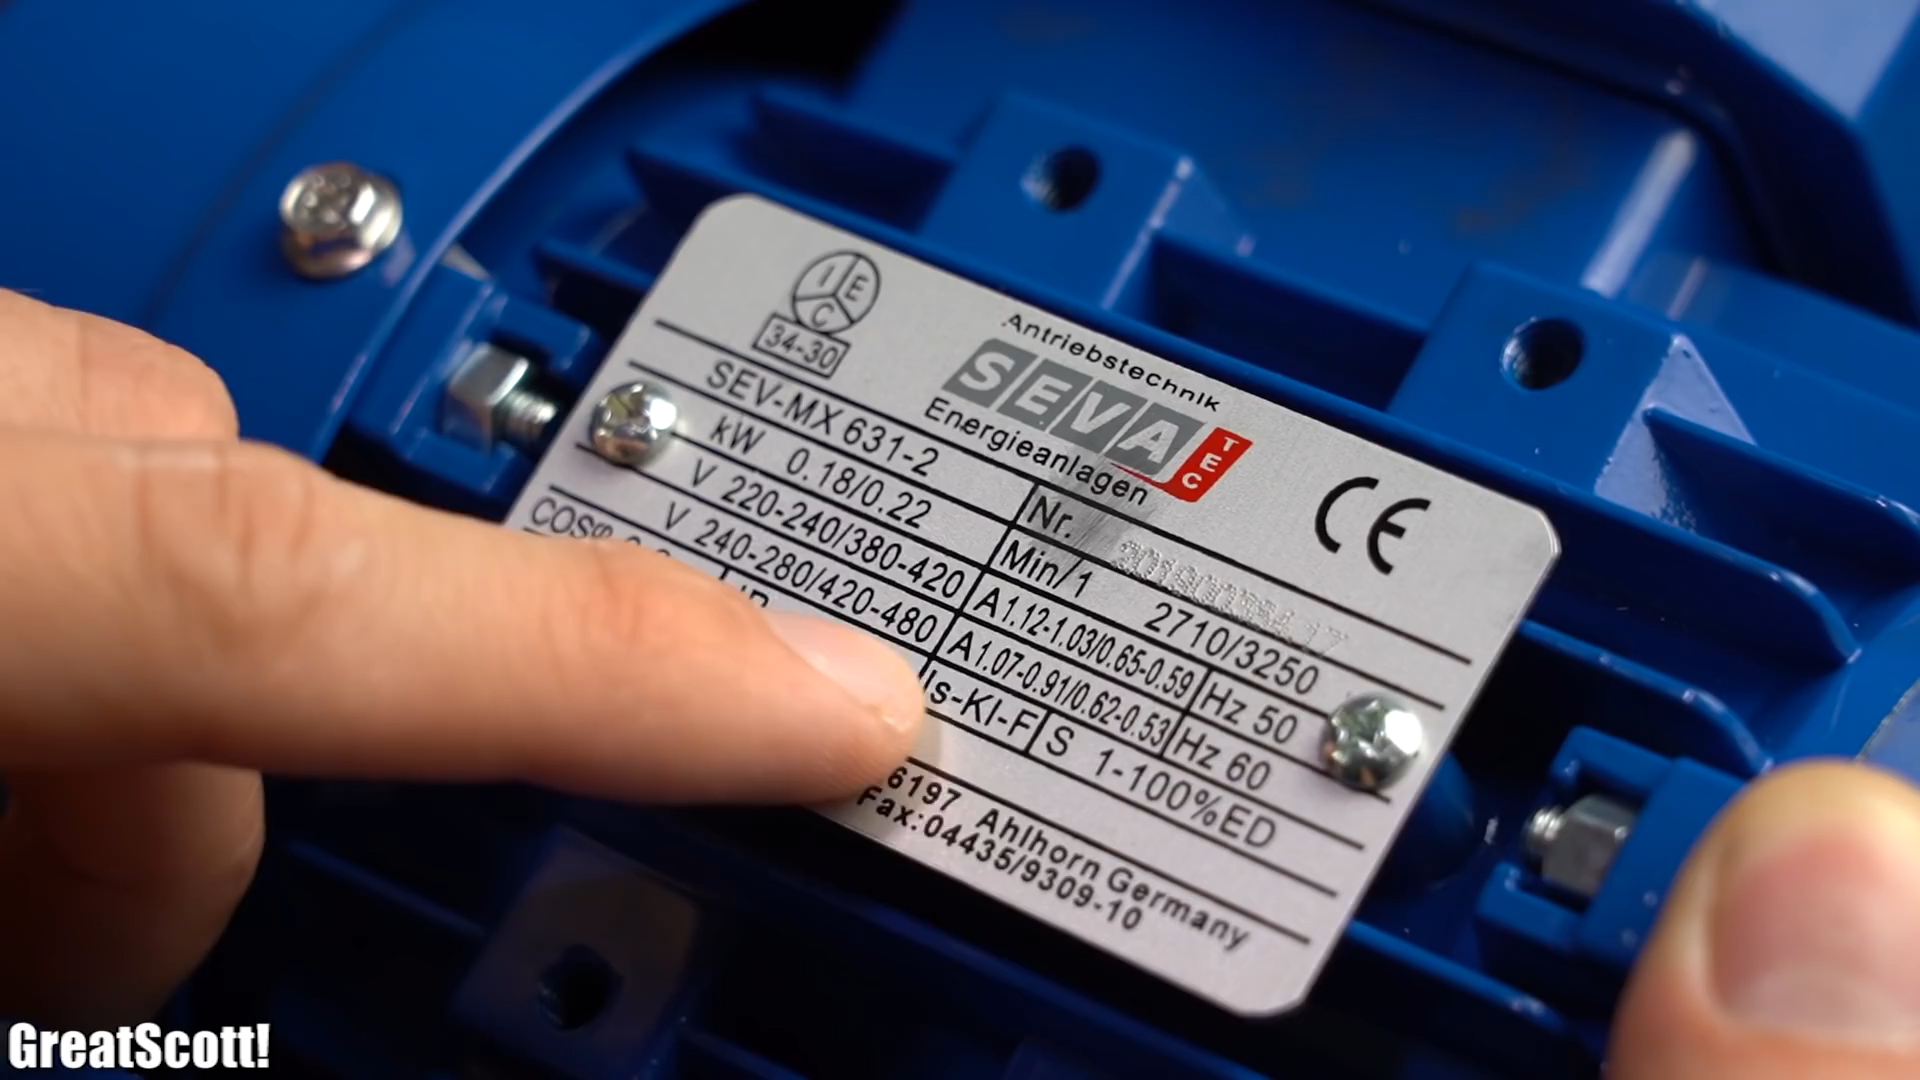 IEC
34-30
Antriebstechnik
SEVA TEC
Energieanlagen
CE
SEV-MX 631-2 Nr.
kW 0.18/0.22 Min/1 2710/3250
V 220-240/380-420 A1.12-1.03/0.65-0.59 Hz 50
V 240-280/420-480 A1.07-0.91/0.62-0.53 Hz 60
COSφ Is-Kl-F S 1-100%ED
6197 Ahlhorn Germany
Fax:04435/9309-10
GreatScott!